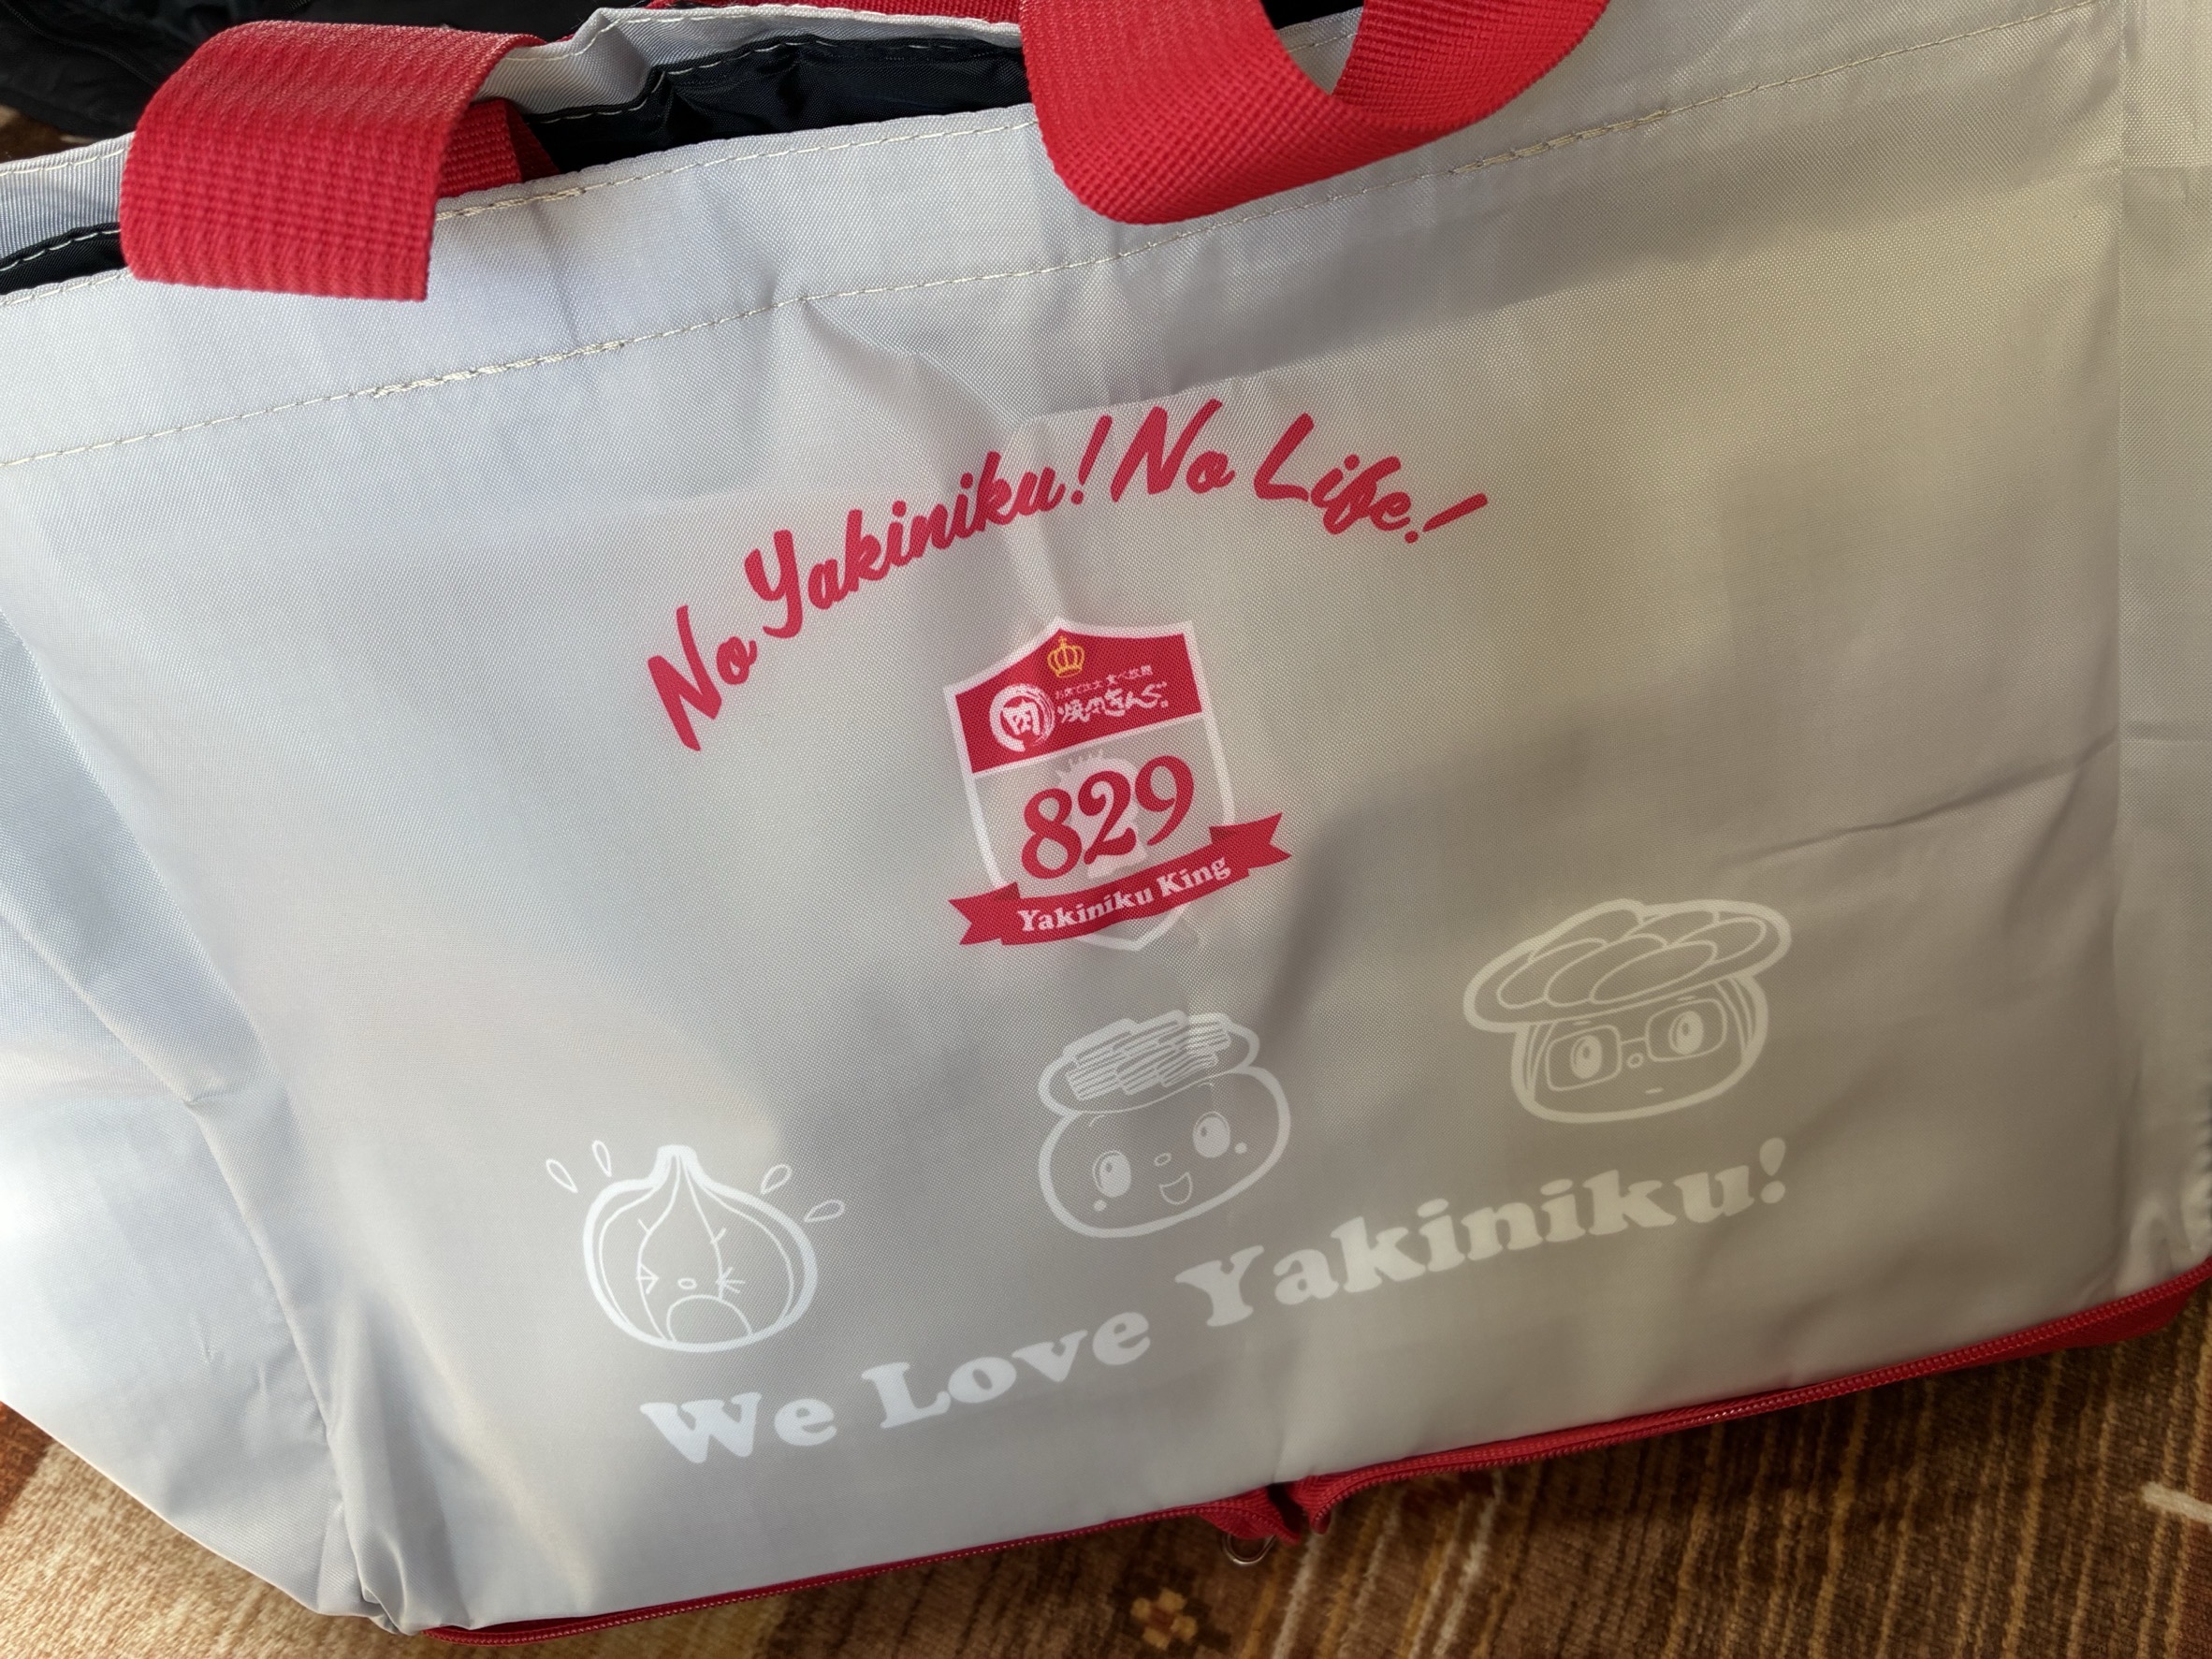 No Yakiniku! No Life!
お席で注文 食べ放題
肉 焼肉きんぐ
829
Yakiniku King
We Love Yakiniku!